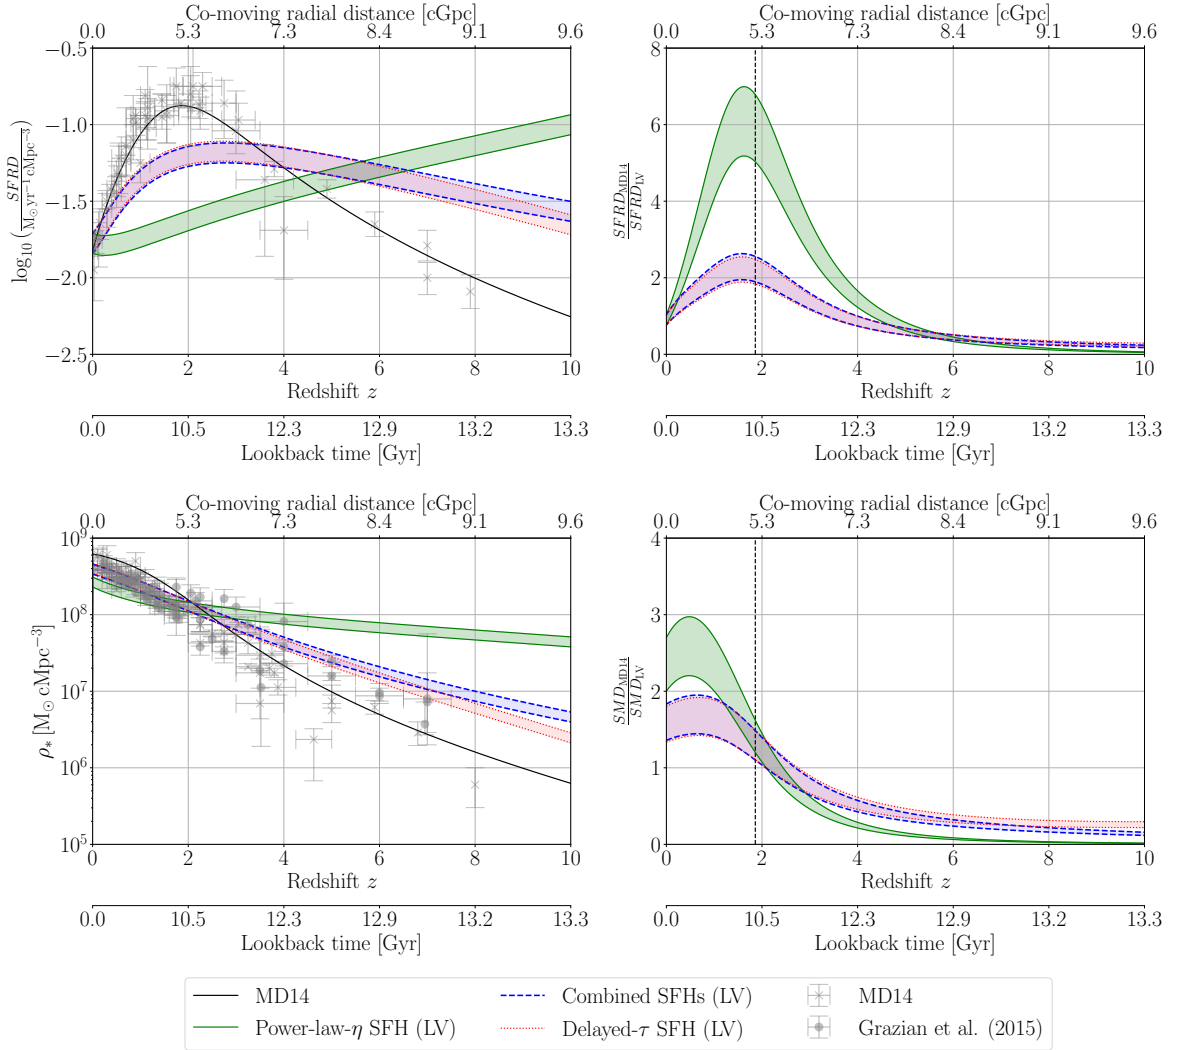 Co-moving radial distance [cGpc]
0.0 5.3 7.3 8.4 9.1 9.6
−0.5
−1.0
−1.5
−2.0
−2.5
log₁₀ (SFRD / M⊙ yr⁻¹ cMpc⁻³)
0 2 4 6 8 10
Redshift z
0.0 10.5 12.3 12.9 13.2 13.3
Lookback time [Gyr]
Co-moving radial distance [cGpc]
0.0 5.3 7.3 8.4 9.1 9.6
8
6
4
2
0
SFRD_MD14 / SFRD_LV
0 2 4 6 8 10
Redshift z
0.0 10.5 12.3 12.9 13.2 13.3
Lookback time [Gyr]
Co-moving radial distance [cGpc]
0.0 5.3 7.3 8.4 9.1 9.6
10⁹
10⁸
10⁷
10⁶
10⁵
ρ* [M⊙ cMpc⁻³]
0 2 4 6 8 10
Redshift z
0.0 10.5 12.3 12.9 13.2 13.3
Lookback time [Gyr]
Co-moving radial distance [cGpc]
0.0 5.3 7.3 8.4 9.1 9.6
4
3
2
1
0
SMD_MD14 / SMD_LV
0 2 4 6 8 10
Redshift z
0.0 10.5 12.3 12.9 13.2 13.3
Lookback time [Gyr]
MD14
Power-law-η SFH (LV)
Combined SFHs (LV)
Delayed-τ SFH (LV)
MD14
Grazian et al. (2015)